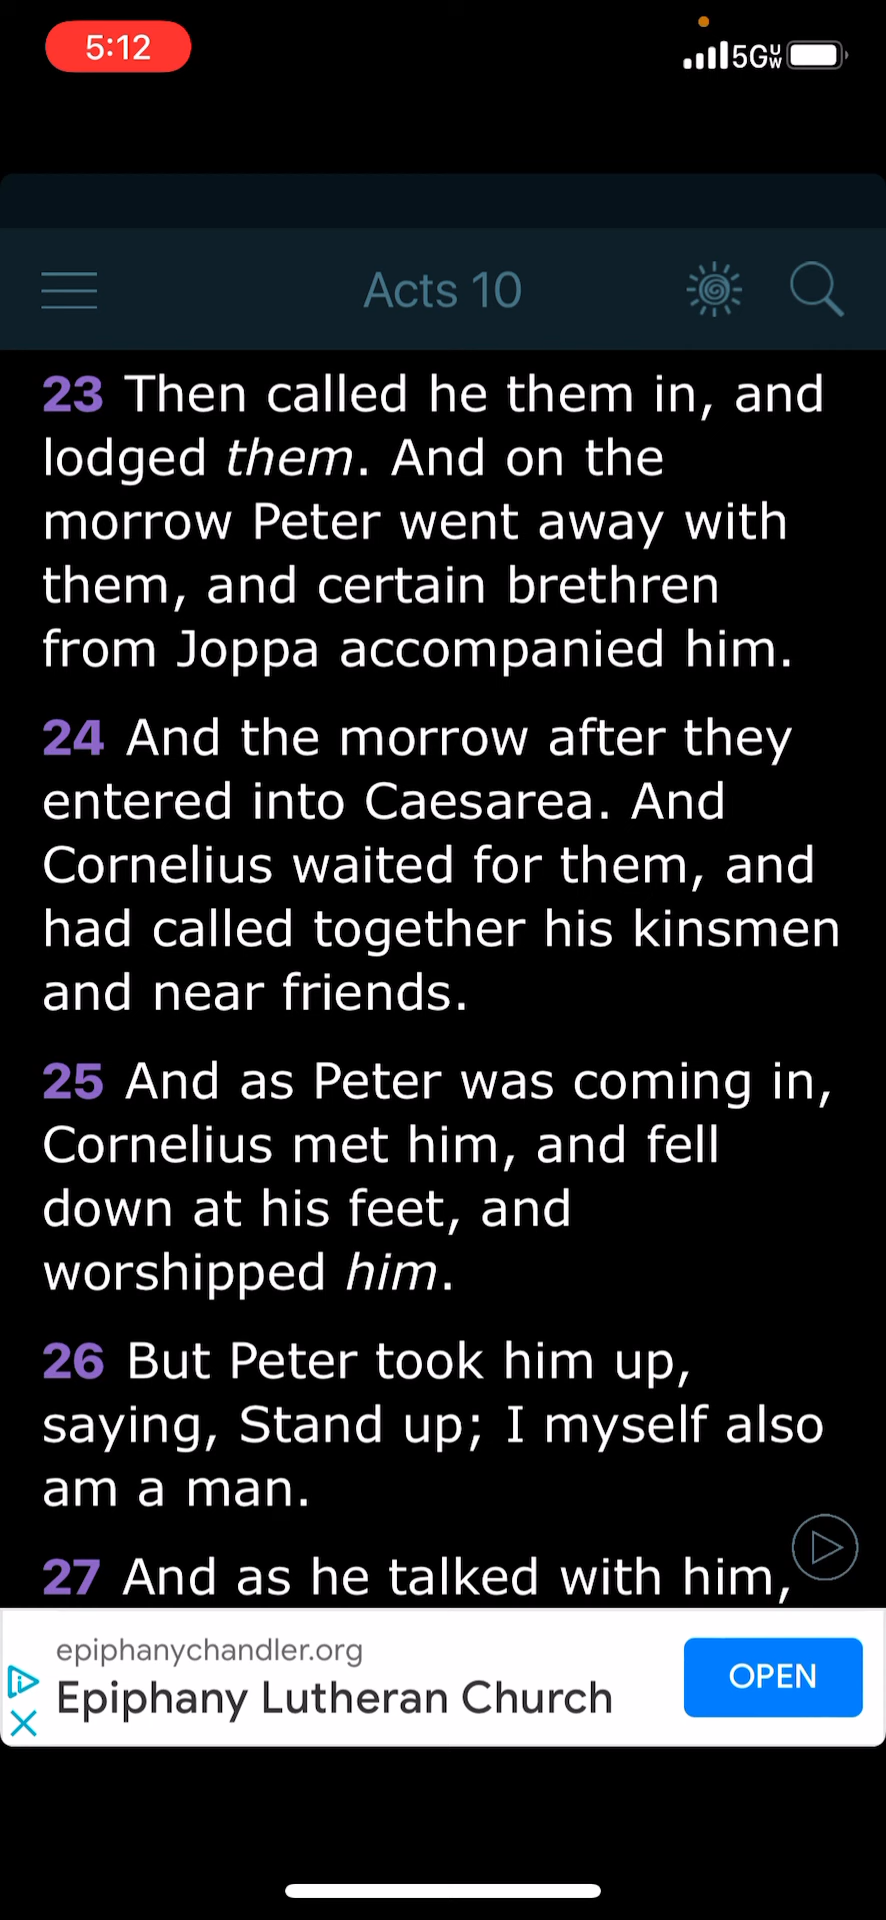 5:12
5GUW
Acts 10
23 Then called he them in, and
lodged them. And on the
morrow Peter went away with
them, and certain brethren
from Joppa accompanied him.
24 And the morrow after they
entered into Caesarea. And
Cornelius waited for them, and
had called together his kinsmen
and near friends.
25 And as Peter was coming in,
Cornelius met him, and fell
down at his feet, and
worshipped him.
26 But Peter took him up,
saying, Stand up; I myself also
am a man.
27 And as he talked with him,
epiphanychandler.org
Epiphany Lutheran Church
OPEN